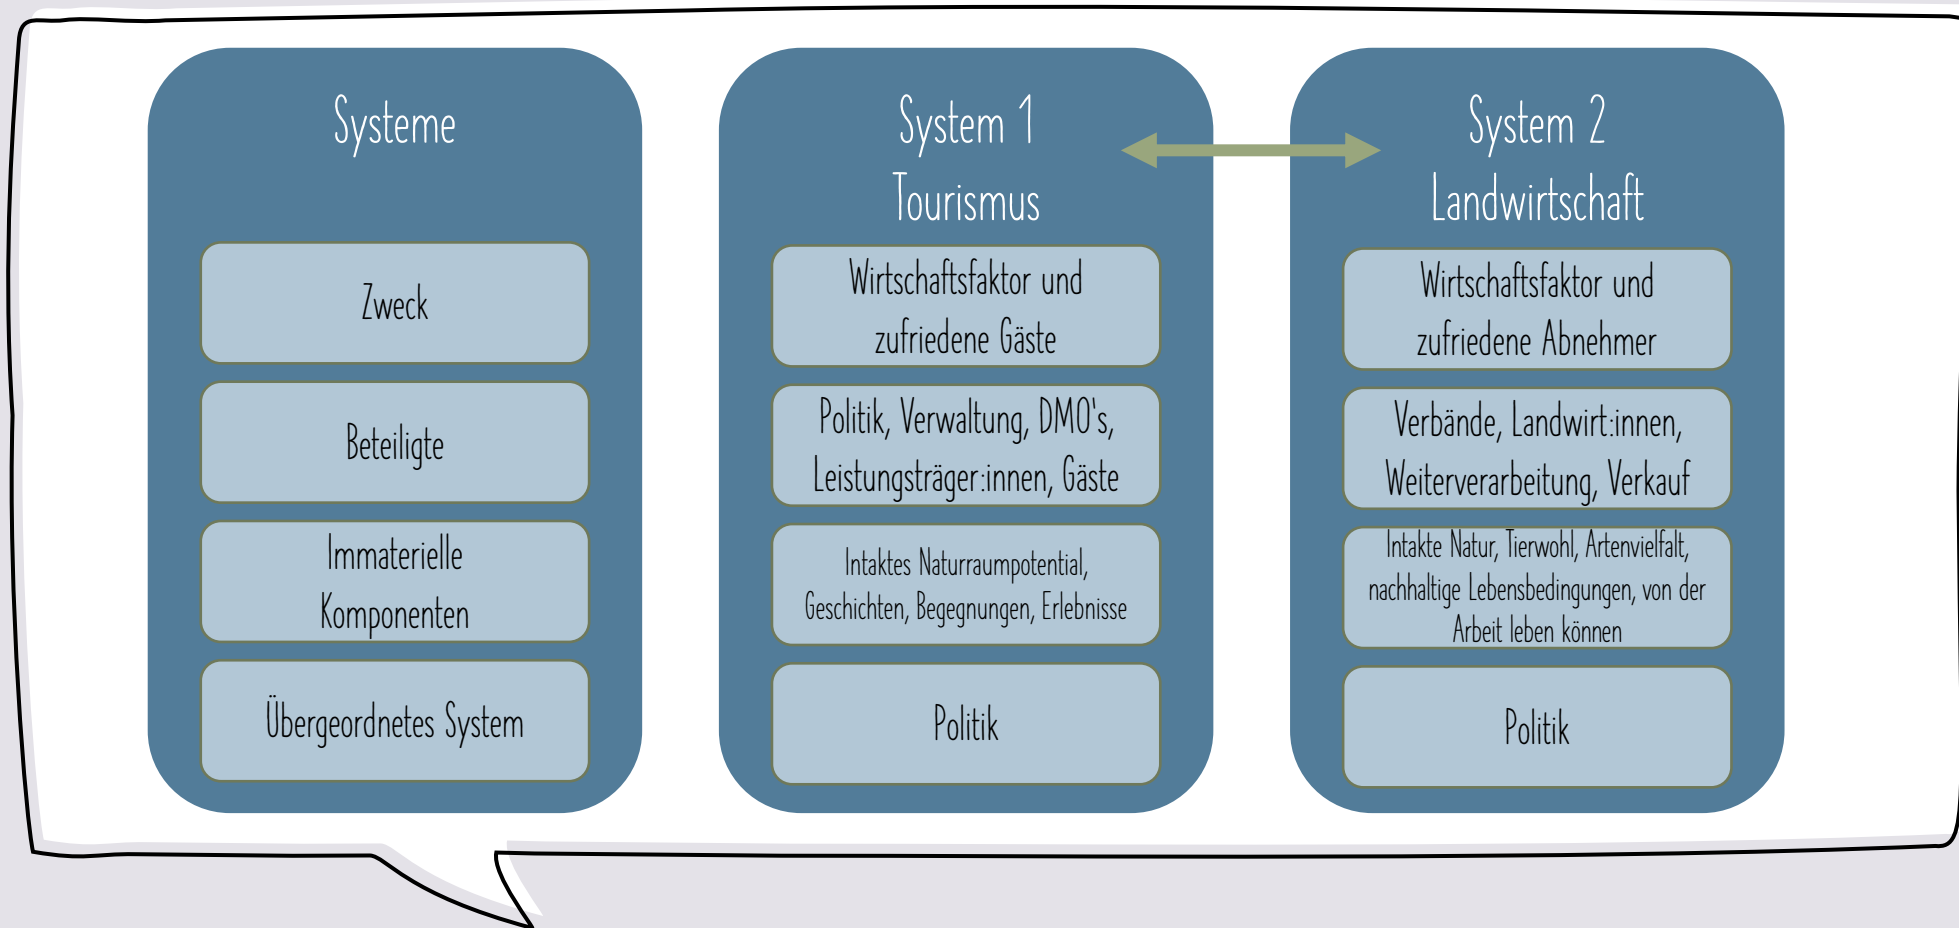 Systeme
Zweck
Beteiligte
Immaterielle
Komponenten
Übergeordnetes System
System 1
Tourismus
Wirtschaftsfaktor und
zufriedene Gäste
Politik, Verwaltung, DMO's,
Leistungsträger:innen, Gäste
Intaktes Naturraumpotential,
Geschichten, Begegnungen, Erlebnisse
Politik
System 2
Landwirtschaft
Wirtschaftsfaktor und
zufriedene Abnehmer
Verbände, Landwirt:innen,
Weiterverarbeitung, Verkauf
Intakte Natur, Tierwohl, Artenvielfalt,
nachhaltige Lebensbedingungen, von der
Arbeit leben können
Politik